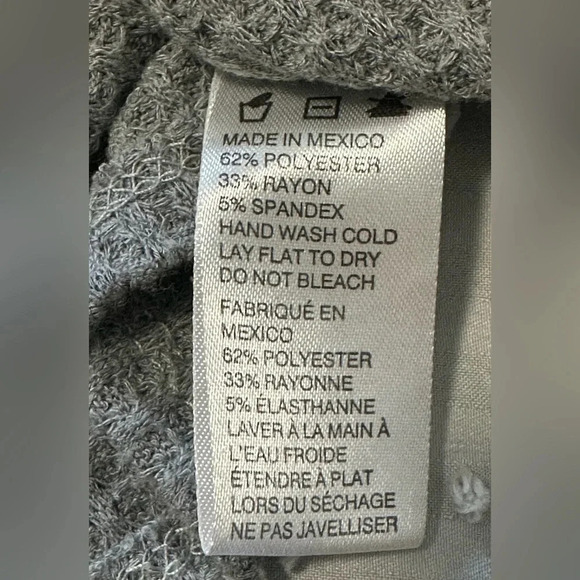 MADE IN MEXICO
62% POLYESTER
33% RAYON
5% SPANDEX
HAND WASH COLD
LAY FLAT TO DRY
DO NOT BLEACH
FABRIQUÉ EN
MEXICO
62% POLYESTER
33% RAYONNE
5% ÉLASTHANNE
LAVER À LA MAIN À
L'EAU FROIDE
ÉTENDRE À PLAT
LORS DU SÉCHAGE
NE PAS JAVELLISER